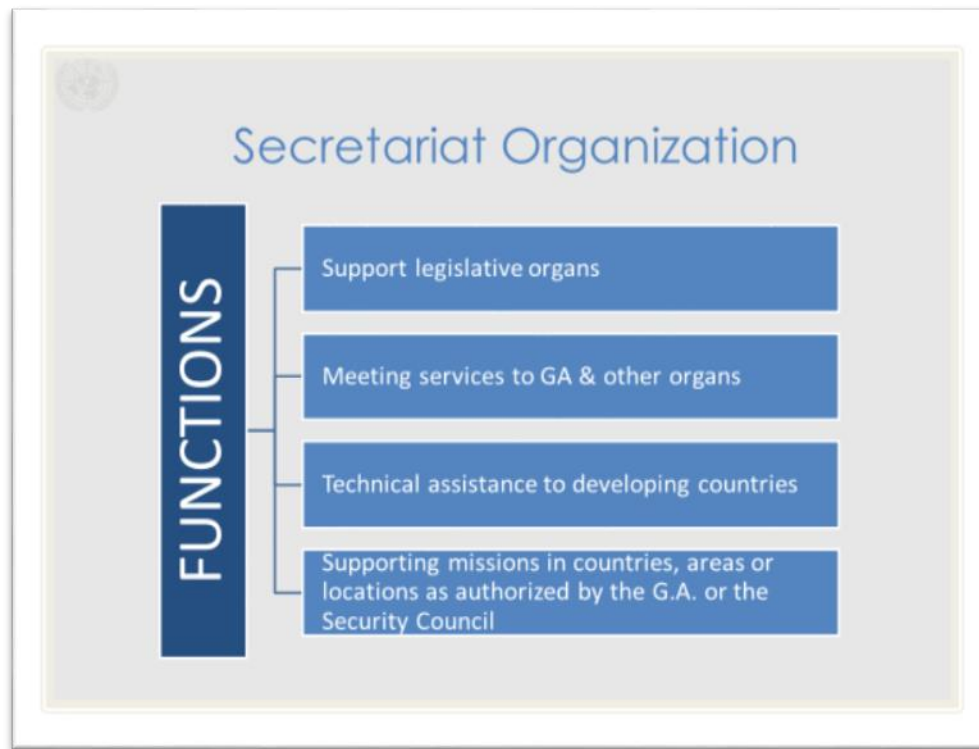 Secretariat Organization
FUNCTIONS
Support legislative organs
Meeting services to GA & other organs
Technical assistance to developing countries
Supporting missions in countries, areas or
locations as authorized by the G.A. or the
Security Council